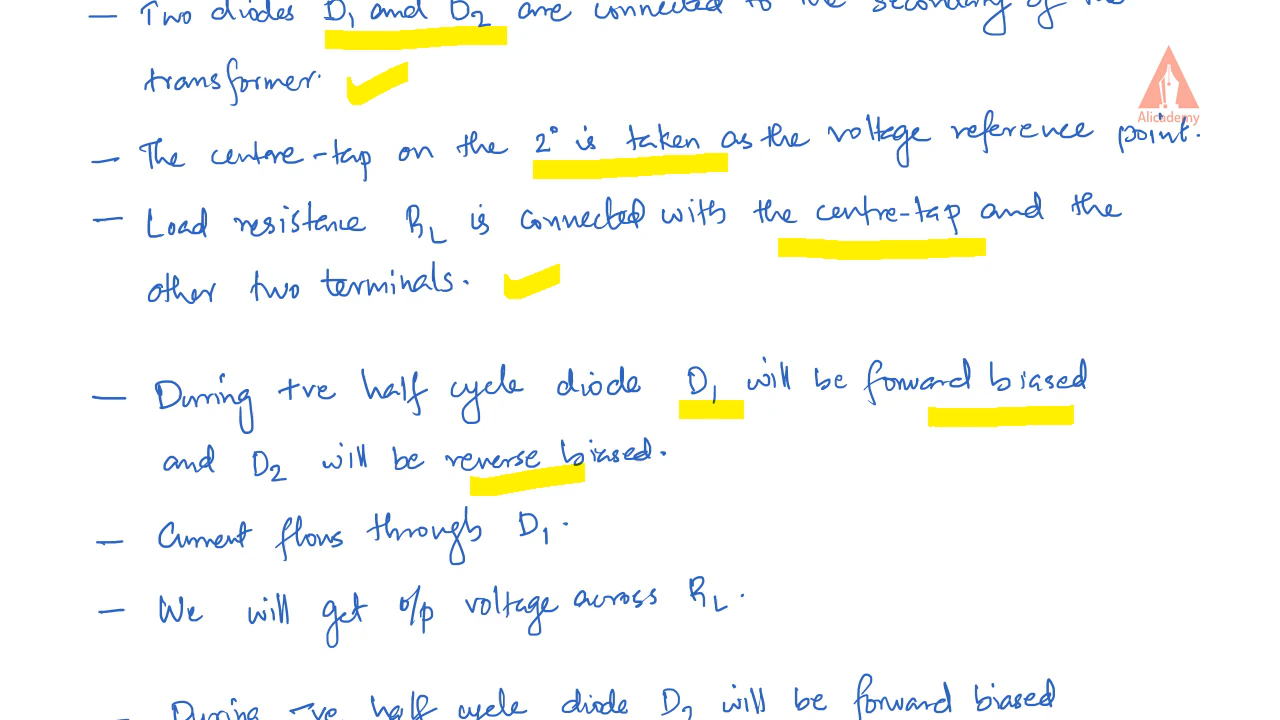 - Two diodes D1 and D2 are connected to the secondary of the
transformer.
- The centre-tap on the 2° is taken as the voltage reference point.
- Load resistance RL is connected with the centre-tap and the
other two terminals.
- During +ve half cycle diode D1 will be forward biased
and D2 will be reverse biased.
- Current flows through D1.
- We will get o/p voltage across RL.
- During -ve half cycle diode D2 will be forward biased
Alicademy